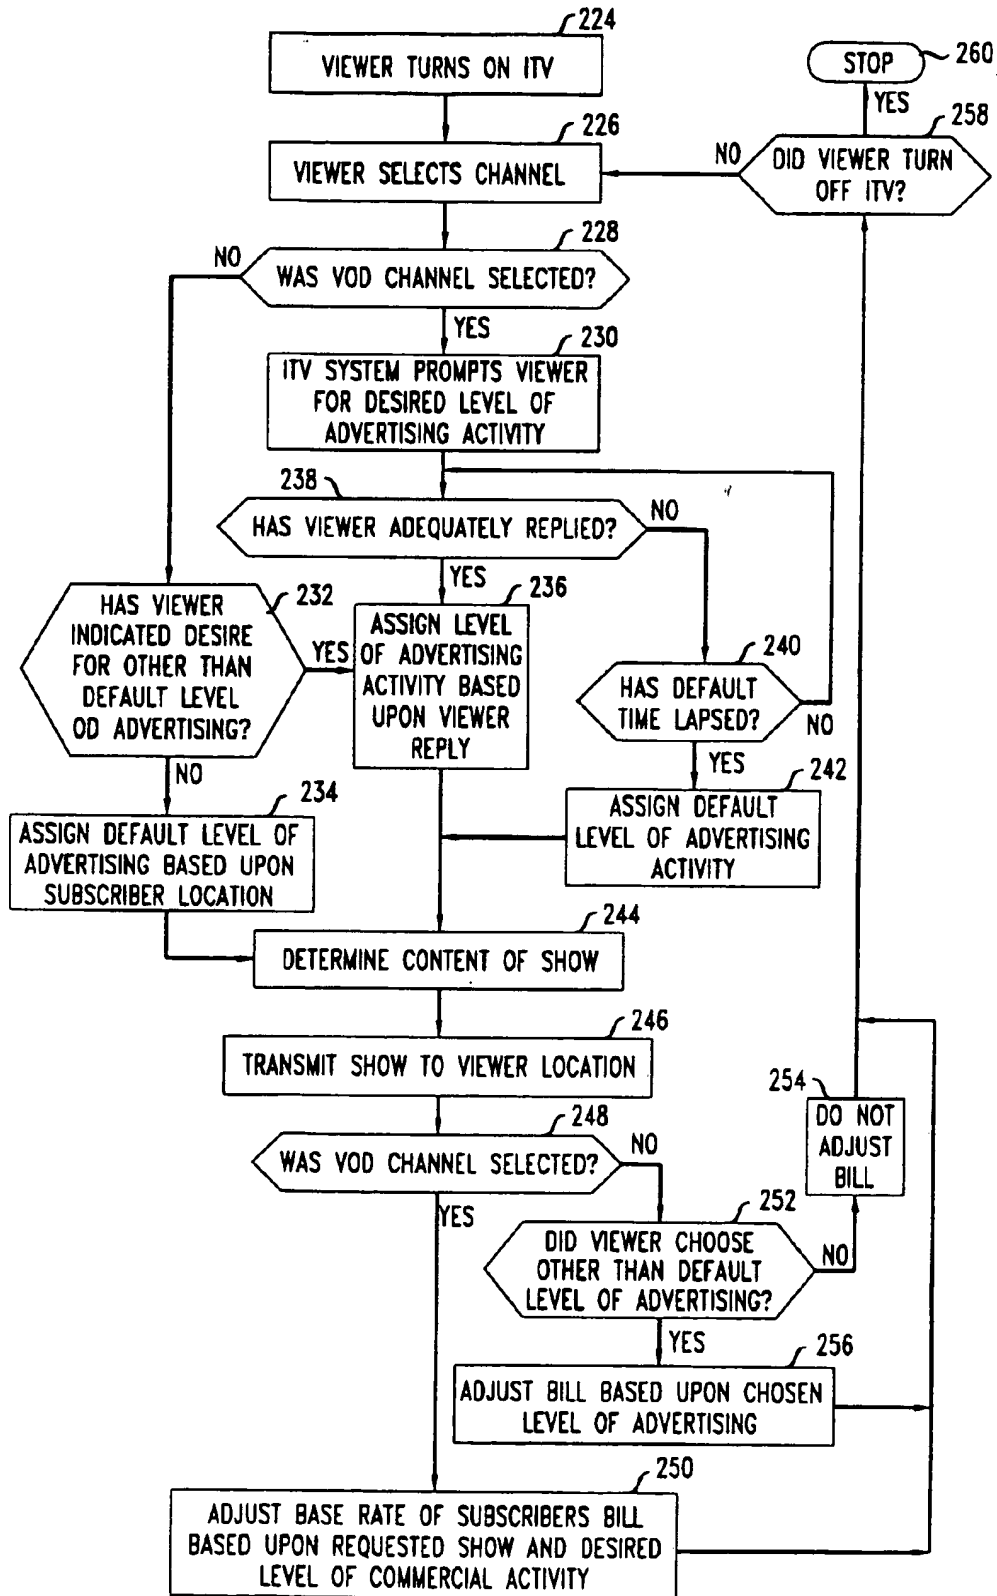 224
VIEWER TURNS ON ITV
STOP
260
YES
226
258
VIEWER SELECTS CHANNEL
NO
DID VIEWER TURN
OFF ITV?
228
NO
WAS VOD CHANNEL SELECTED?
YES
230
ITV SYSTEM PROMPTS VIEWER
FOR DESIRED LEVEL OF
ADVERTISING ACTIVITY
238
HAS VIEWER ADEQUATELY REPLIED?
NO
YES
232
HAS VIEWER
INDICATED DESIRE
FOR OTHER THAN
DEFAULT LEVEL
OD ADVERTISING?
YES
236
ASSIGN LEVEL
OF ADVERTISING
ACTIVITY BASED
UPON VIEWER
REPLY
240
HAS DEFAULT
TIME LAPSED?
NO
NO
YES
234
242
ASSIGN DEFAULT LEVEL OF
ADVERTISING BASED UPON
SUBSCRIBER LOCATION
ASSIGN DEFAULT
LEVEL OF ADVERTISING
ACTIVITY
244
DETERMINE CONTENT OF SHOW
246
TRANSMIT SHOW TO VIEWER LOCATION
254
DO NOT
ADJUST
BILL
248
WAS VOD CHANNEL SELECTED?
NO
YES
252
DID VIEWER CHOOSE
OTHER THAN DEFAULT
LEVEL OF ADVERTISING?
NO
YES
256
ADJUST BILL BASED UPON CHOSEN
LEVEL OF ADVERTISING
250
ADJUST BASE RATE OF SUBSCRIBERS BILL
BASED UPON REQUESTED SHOW AND DESIRED
LEVEL OF COMMERCIAL ACTIVITY